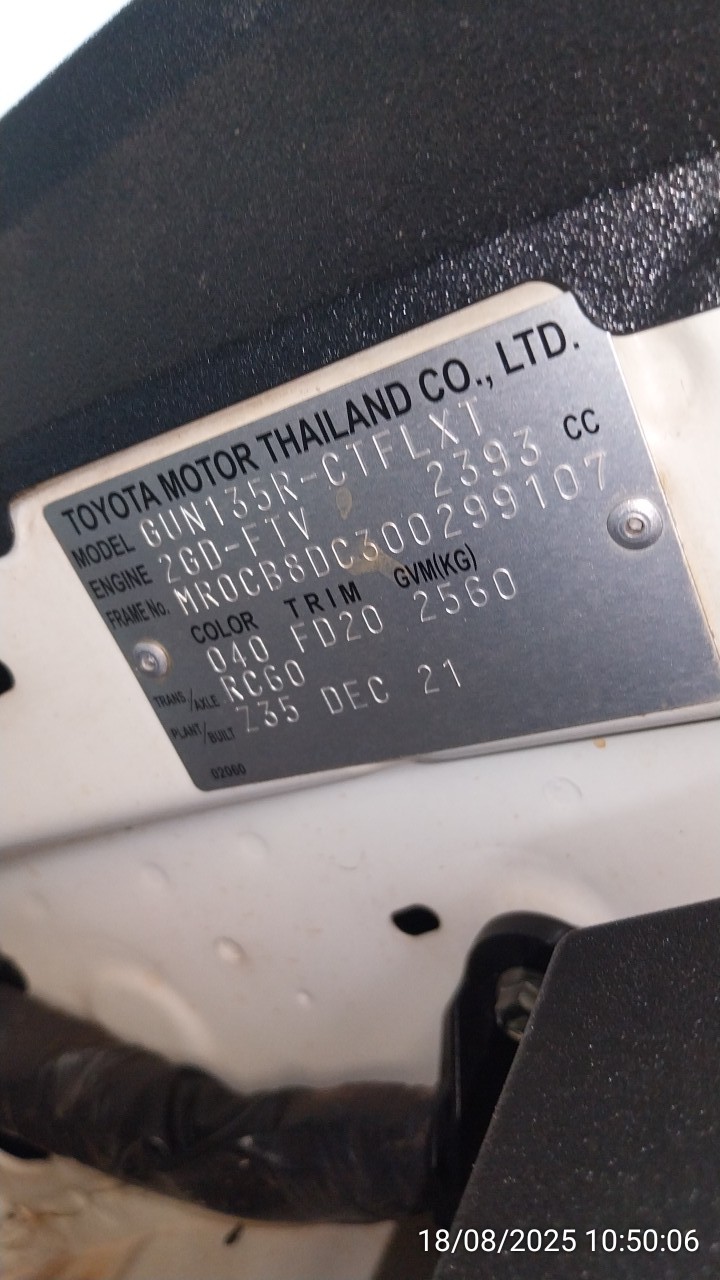 TOYOTA MOTOR THAILAND CO., LTD.
MODEL GUN135R-CTFLXT
ENGINE 2GD-FTV 2393 CC
FRAME No. MR0CB8DC300299107
COLOR TRIM GVM(KG)
040 FD20 2560
TRANS/AXLE RC60
PLANT/BUILT Z35 DEC 21
02060
18/08/2025 10:50:06